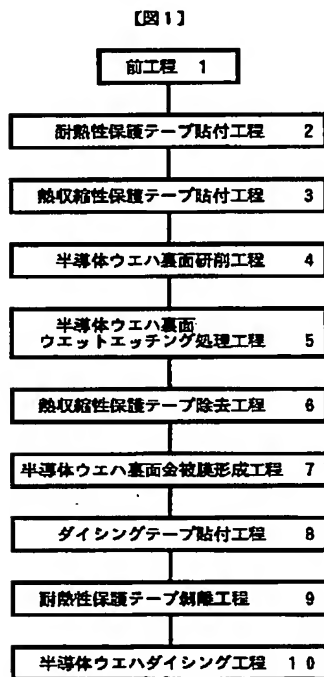 【図1】
前工程 1
耐熱性保護テープ貼付工程 2
熱収縮性保護テープ貼付工程 3
半導体ウエハ裏面研削工程 4
半導体ウエハ裏面
ウエットエッチング処理工程 5
熱収縮性保護テープ除去工程 6
半導体ウエハ裏面金被膜形成工程 7
ダイシングテープ貼付工程 8
耐熱性保護テープ剝離工程 9
半導体ウエハダイシング工程 10